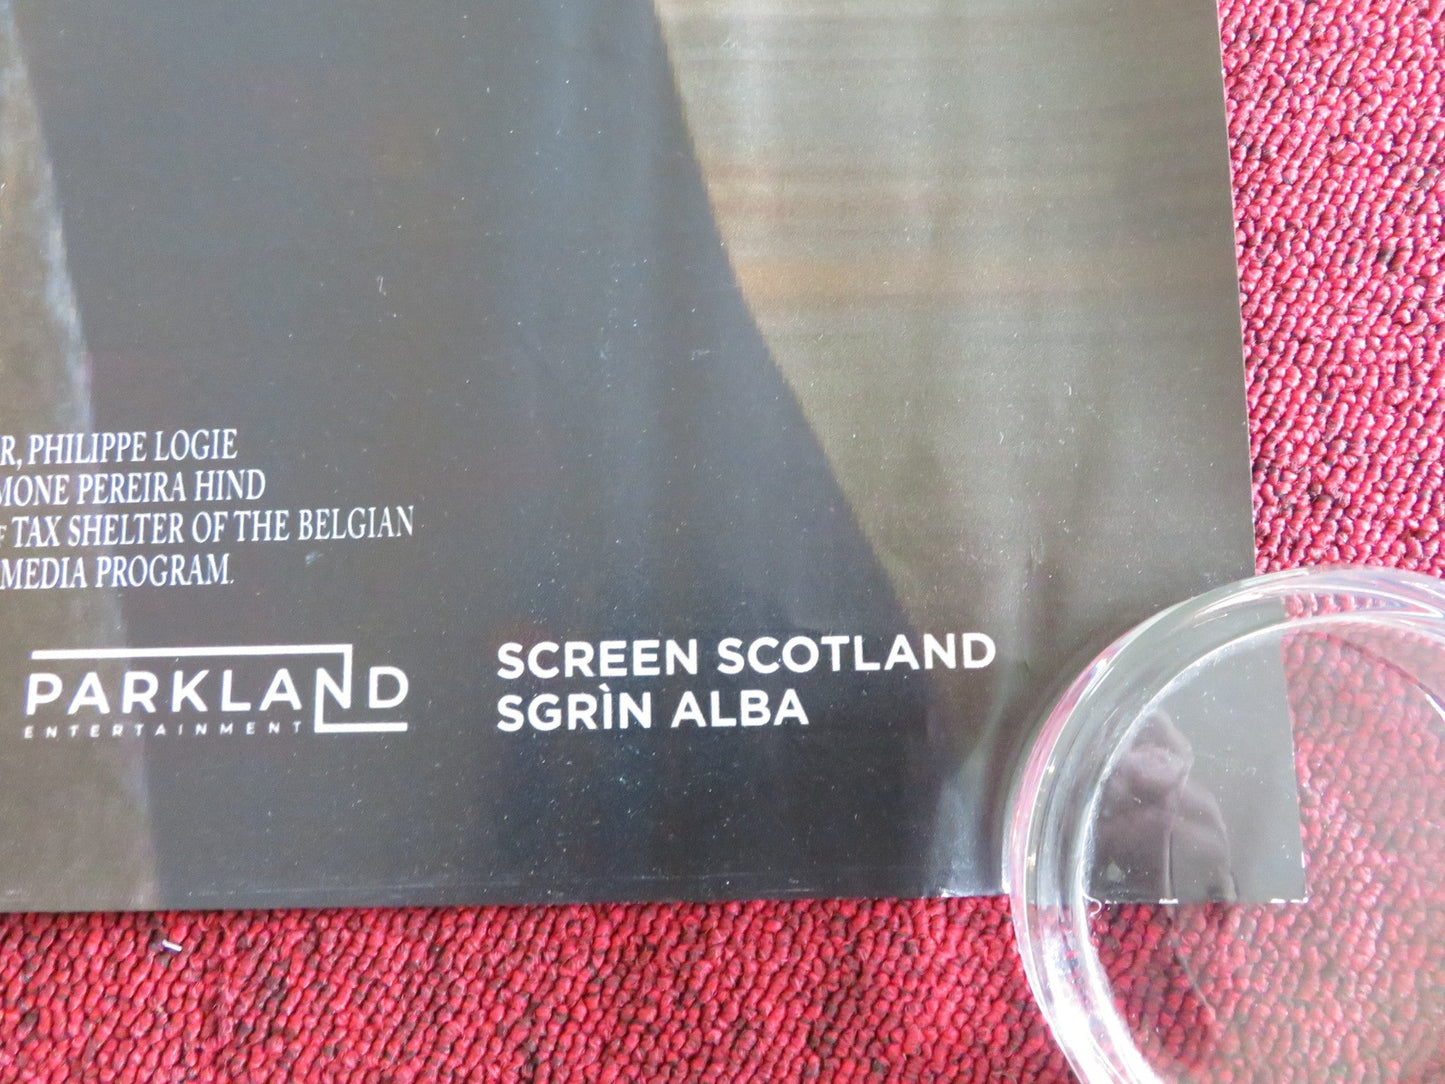 R, PHILIPPE LOGIE
MONE PEREIRA HIND
F TAX SHELTER OF THE BELGIAN
MEDIA PROGRAM.
PARKLAND
ENTERTAINMENT
SCREEN SCOTLAND
SGRÌN ALBA